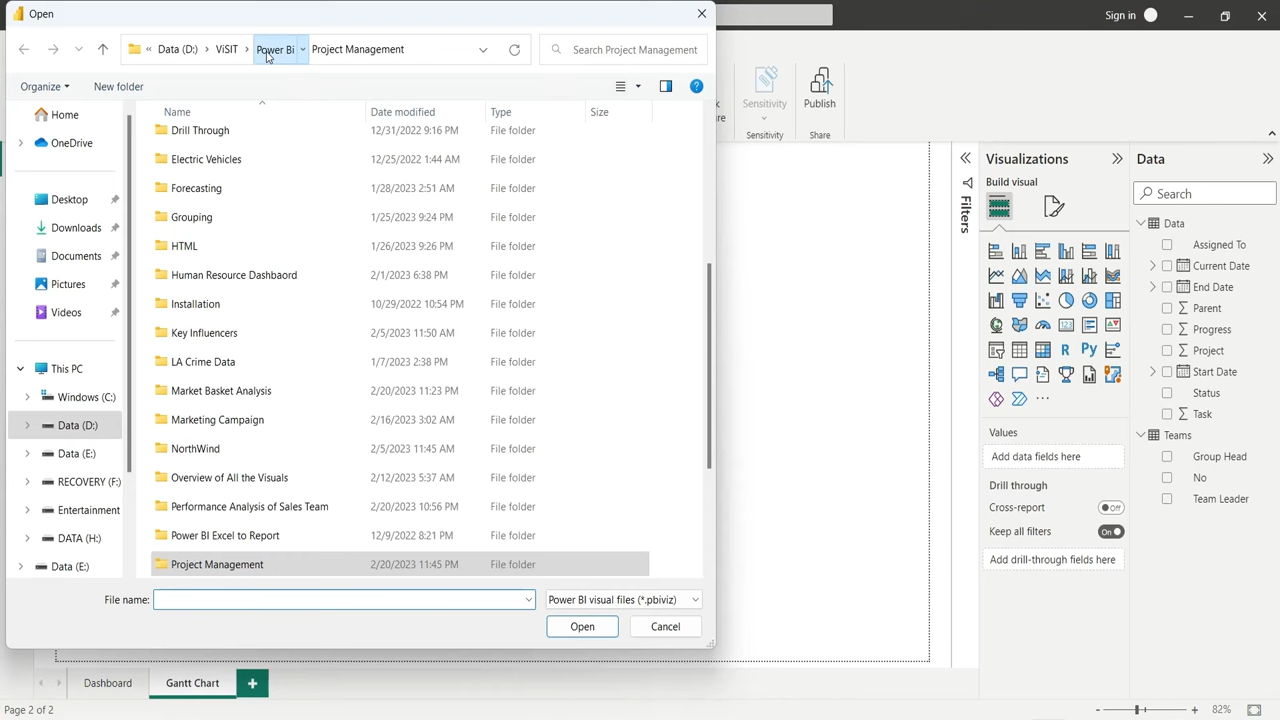 Open
Sign in
Data (D:)
ViSIT
Power Bi
Project Management
Search Project Management
Organize
New folder
Name
Date modified
Type
Size
Home
OneDrive
Desktop
Downloads
Documents
Pictures
Videos
This PC
Windows (C:)
Data (D:)
Data (E:)
RECOVERY (F:)
Entertainment
DATA (H:)
Data (E:)
Drill Through 12/31/2022 9:16 PM File folder
Electric Vehicles 12/25/2022 1:44 AM File folder
Forecasting 1/28/2023 2:51 AM File folder
Grouping 1/25/2023 9:24 PM File folder
HTML 1/26/2023 9:26 PM File folder
Human Resource Dashbaord 2/1/2023 6:38 PM File folder
Installation 10/29/2022 10:54 PM File folder
Key Influencers 2/5/2023 11:50 AM File folder
LA Crime Data 1/7/2023 2:38 PM File folder
Market Basket Analysis 2/20/2023 11:23 PM File folder
Marketing Campaign 2/16/2023 3:02 AM File folder
NorthWind 2/5/2023 11:45 AM File folder
Overview of All the Visuals 2/12/2023 5:37 AM File folder
Performance Analysis of Sales Team 2/20/2023 10:56 PM File folder
Power BI Excel to Report 12/9/2022 8:21 PM File folder
Project Management 2/20/2023 11:45 PM File folder
File name:
Power BI visual files (*.pbiviz)
Open
Cancel
Sensitivity
Publish
Sensitivity
Share
Filters
Visualizations
Build visual
R
Py
Values
Add data fields here
Drill through
Cross-report
Off
Keep all filters
On
Add drill-through fields here
Data
Search
Data
Assigned To
Current Date
End Date
Parent
Progress
Project
Start Date
Status
Task
Teams
Group Head
No
Team Leader
Dashboard
Gantt Chart
Page 2 of 2
82%